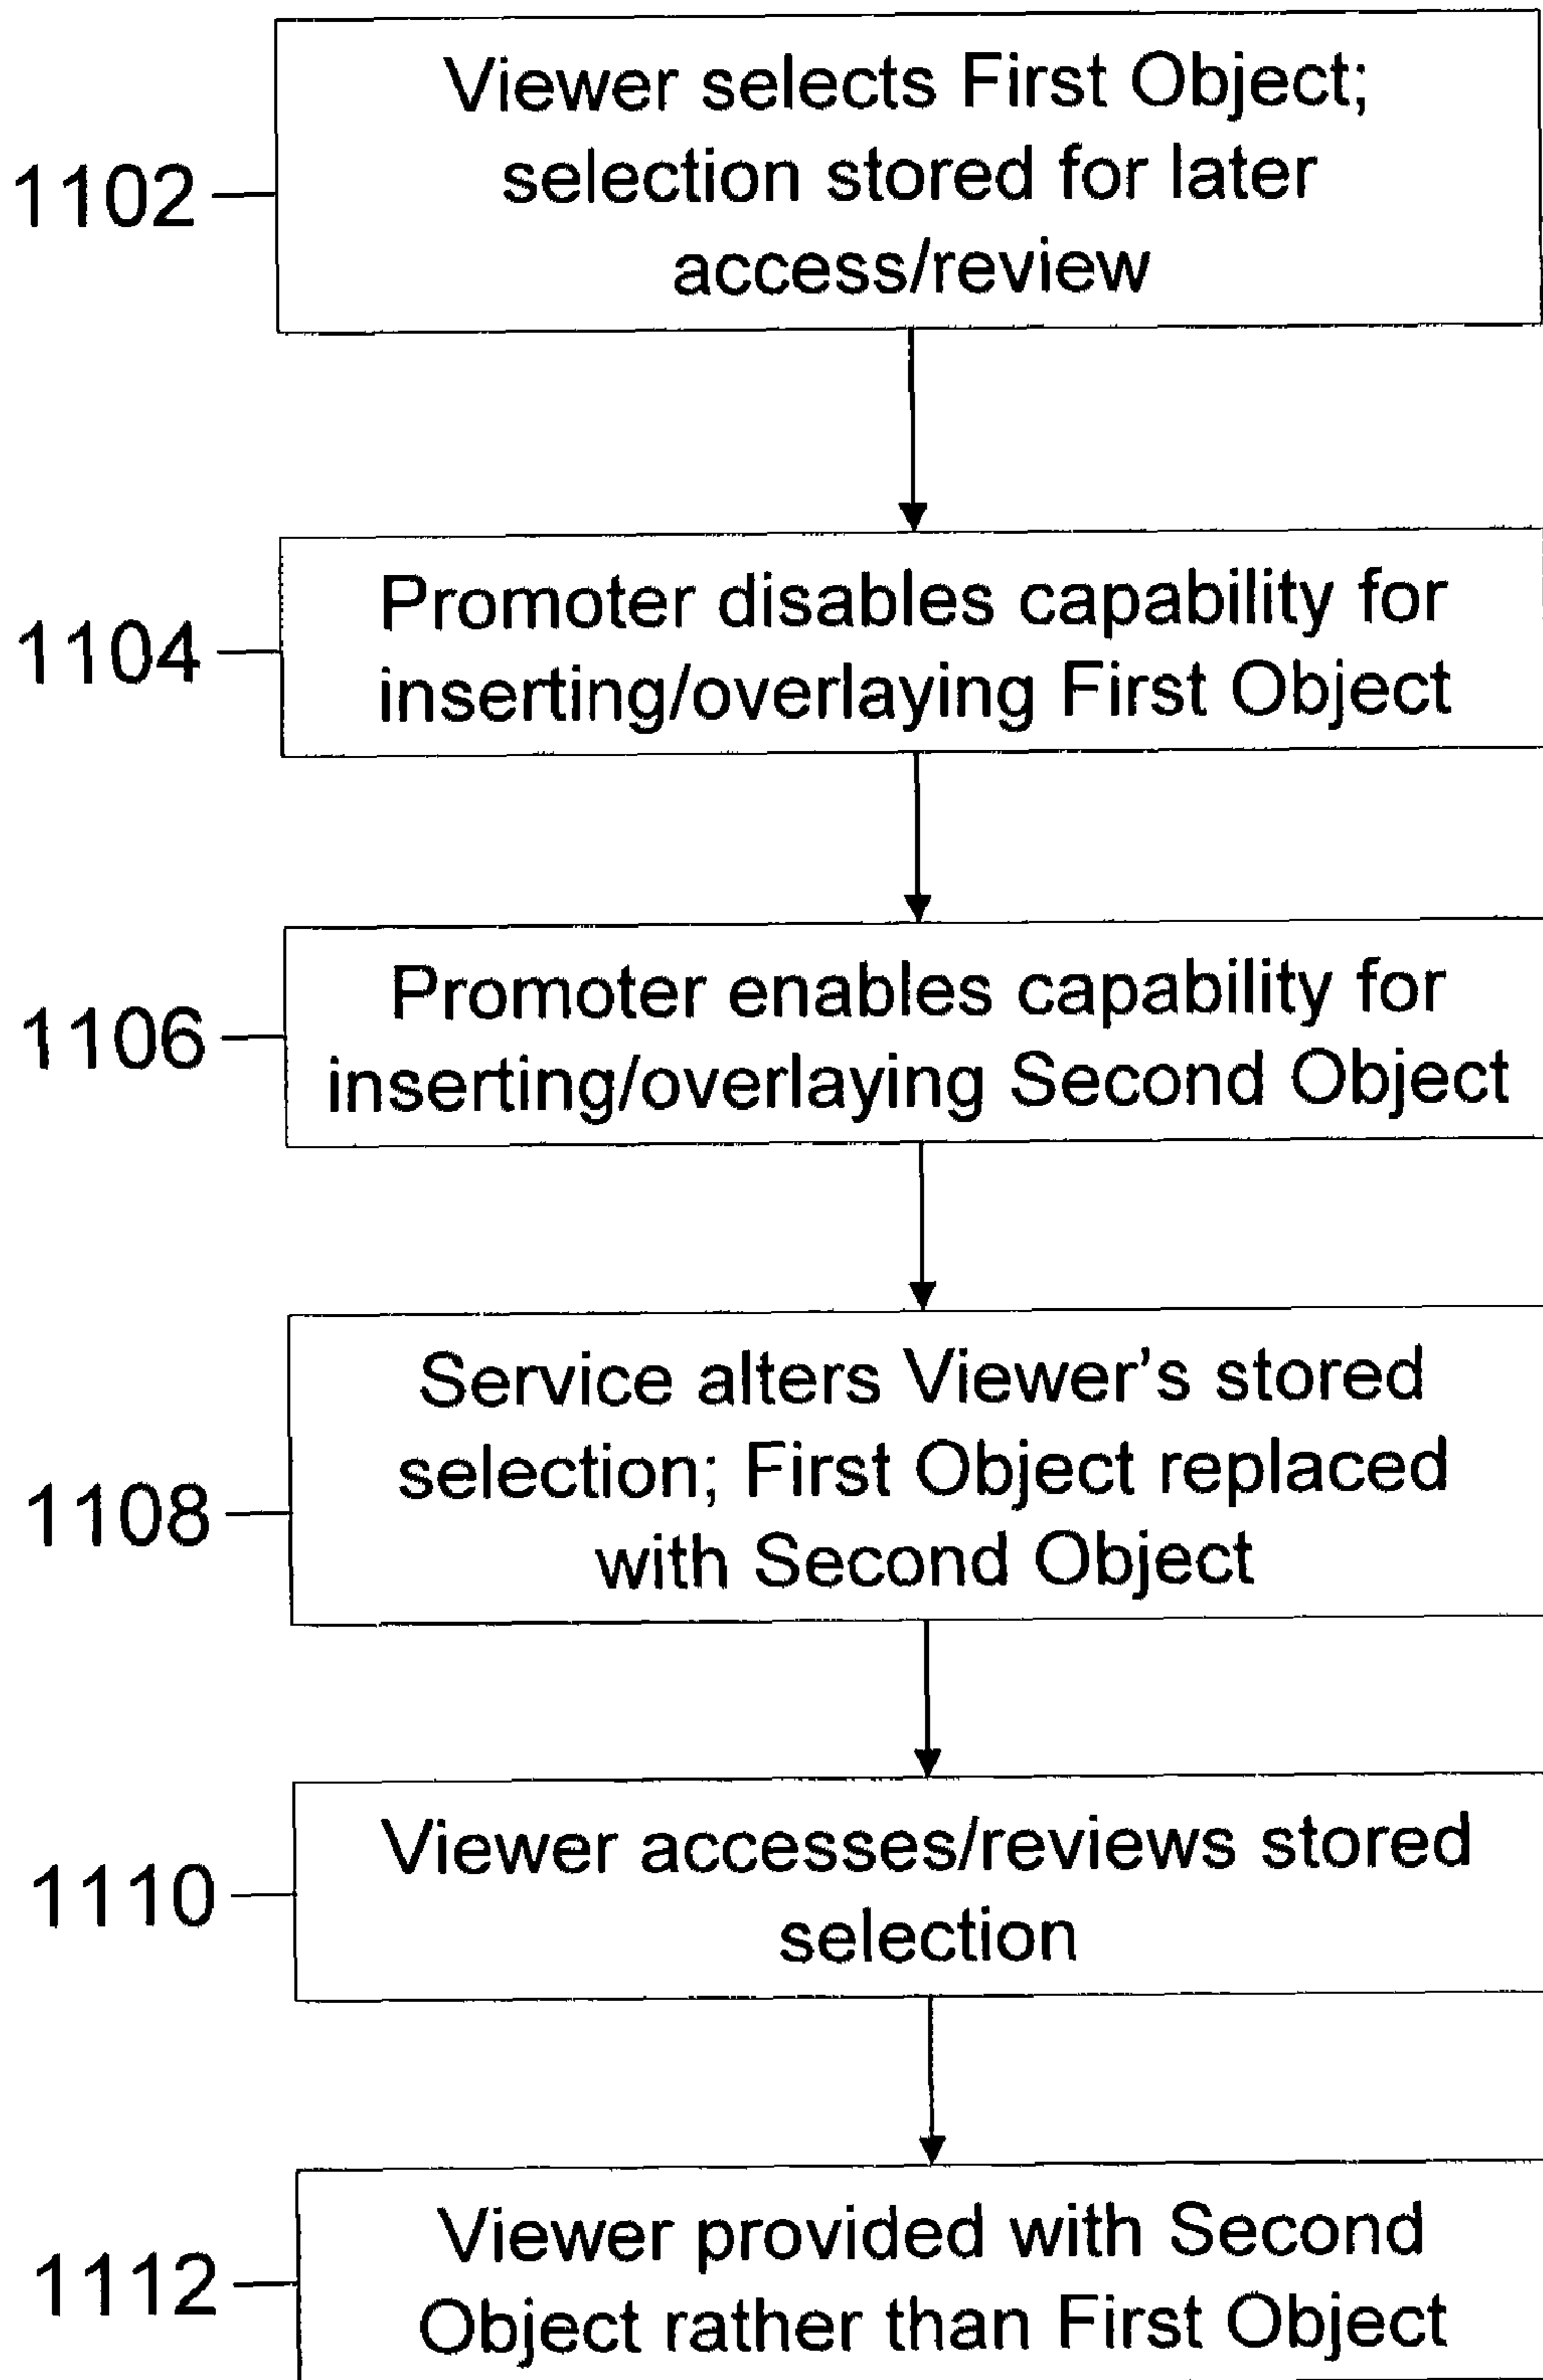 Viewer selects First Object;
selection stored for later
access/review
1102
Promoter disables capability for
inserting/overlaying First Object
1104
Promoter enables capability for
inserting/overlaying Second Object
1106
Service alters Viewer's stored
selection; First Object replaced
with Second Object
1108
Viewer accesses/reviews stored
selection
1110
Viewer provided with Second
Object rather than First Object
1112